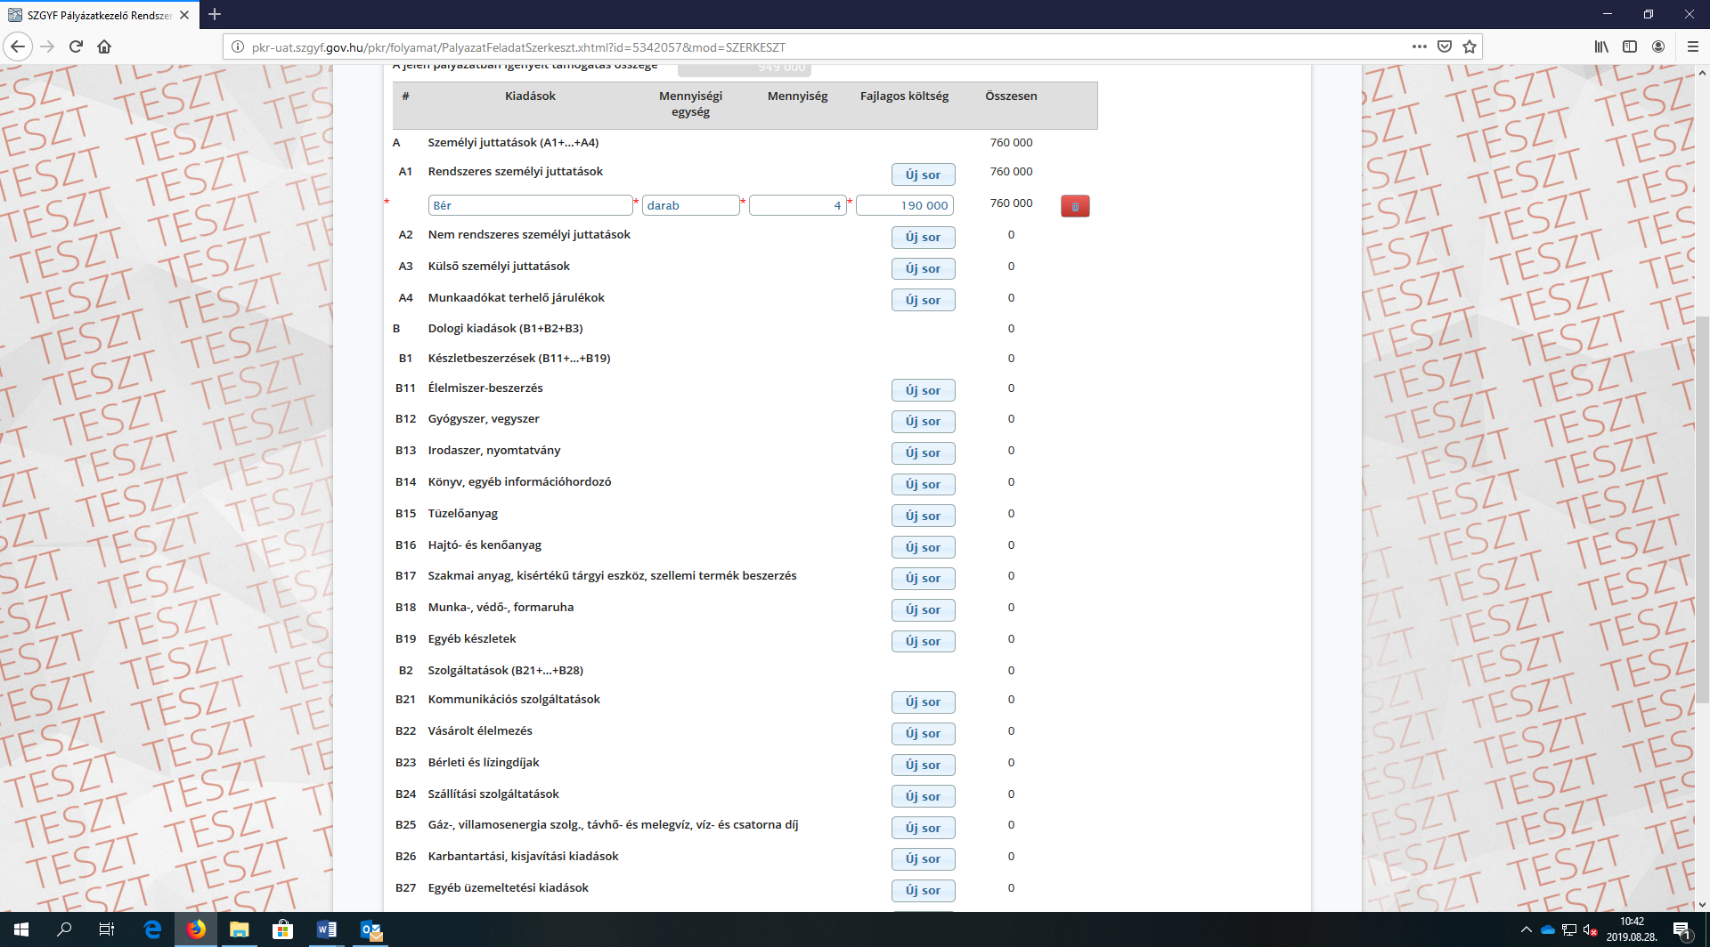 SZGYF Pályázatkezelő Rendszer
pkr-uat.szgyf.gov.hu/pkr/folyamat/PalyazatFeladatSzerkeszt.xhtml?id=5342057&mod=SZERKESZT
A jelen pályázatban igényelt támogatás összege 949 000
# Kiadások Mennyiségi egység Mennyiség Fajlagos költség Összesen
A Személyi juttatások (A1+...+A4) 760 000
A1 Rendszeres személyi juttatások Új sor 760 000
* Bér * darab * 4 * 190 000 760 000
A2 Nem rendszeres személyi juttatások Új sor 0
A3 Külső személyi juttatások Új sor 0
A4 Munkaadókat terhelő járulékok Új sor 0
B Dologi kiadások (B1+B2+B3) 0
B1 Készletbeszerzések (B11+...+B19) 0
B11 Élelmiszer-beszerzés Új sor 0
B12 Gyógyszer, vegyszer Új sor 0
B13 Irodaszer, nyomtatvány Új sor 0
B14 Könyv, egyéb információhordozó Új sor 0
B15 Tüzelőanyag Új sor 0
B16 Hajtó- és kenőanyag Új sor 0
B17 Szakmai anyag, kisértékű tárgyi eszköz, szellemi termék beszerzés Új sor 0
B18 Munka-, védő-, formaruha Új sor 0
B19 Egyéb készletek Új sor 0
B2 Szolgáltatások (B21+...+B28) 0
B21 Kommunikációs szolgáltatások Új sor 0
B22 Vásárolt élelmezés Új sor 0
B23 Bérleti és lízingdíjak Új sor 0
B24 Szállítási szolgáltatások Új sor 0
B25 Gáz-, villamosenergia szolg., távhő- és melegvíz, víz- és csatorna díj Új sor 0
B26 Karbantartási, kisjavítási kiadások Új sor 0
B27 Egyéb üzemeltetési kiadások Új sor 0
TESZT
10:42
2019.08.28.
1